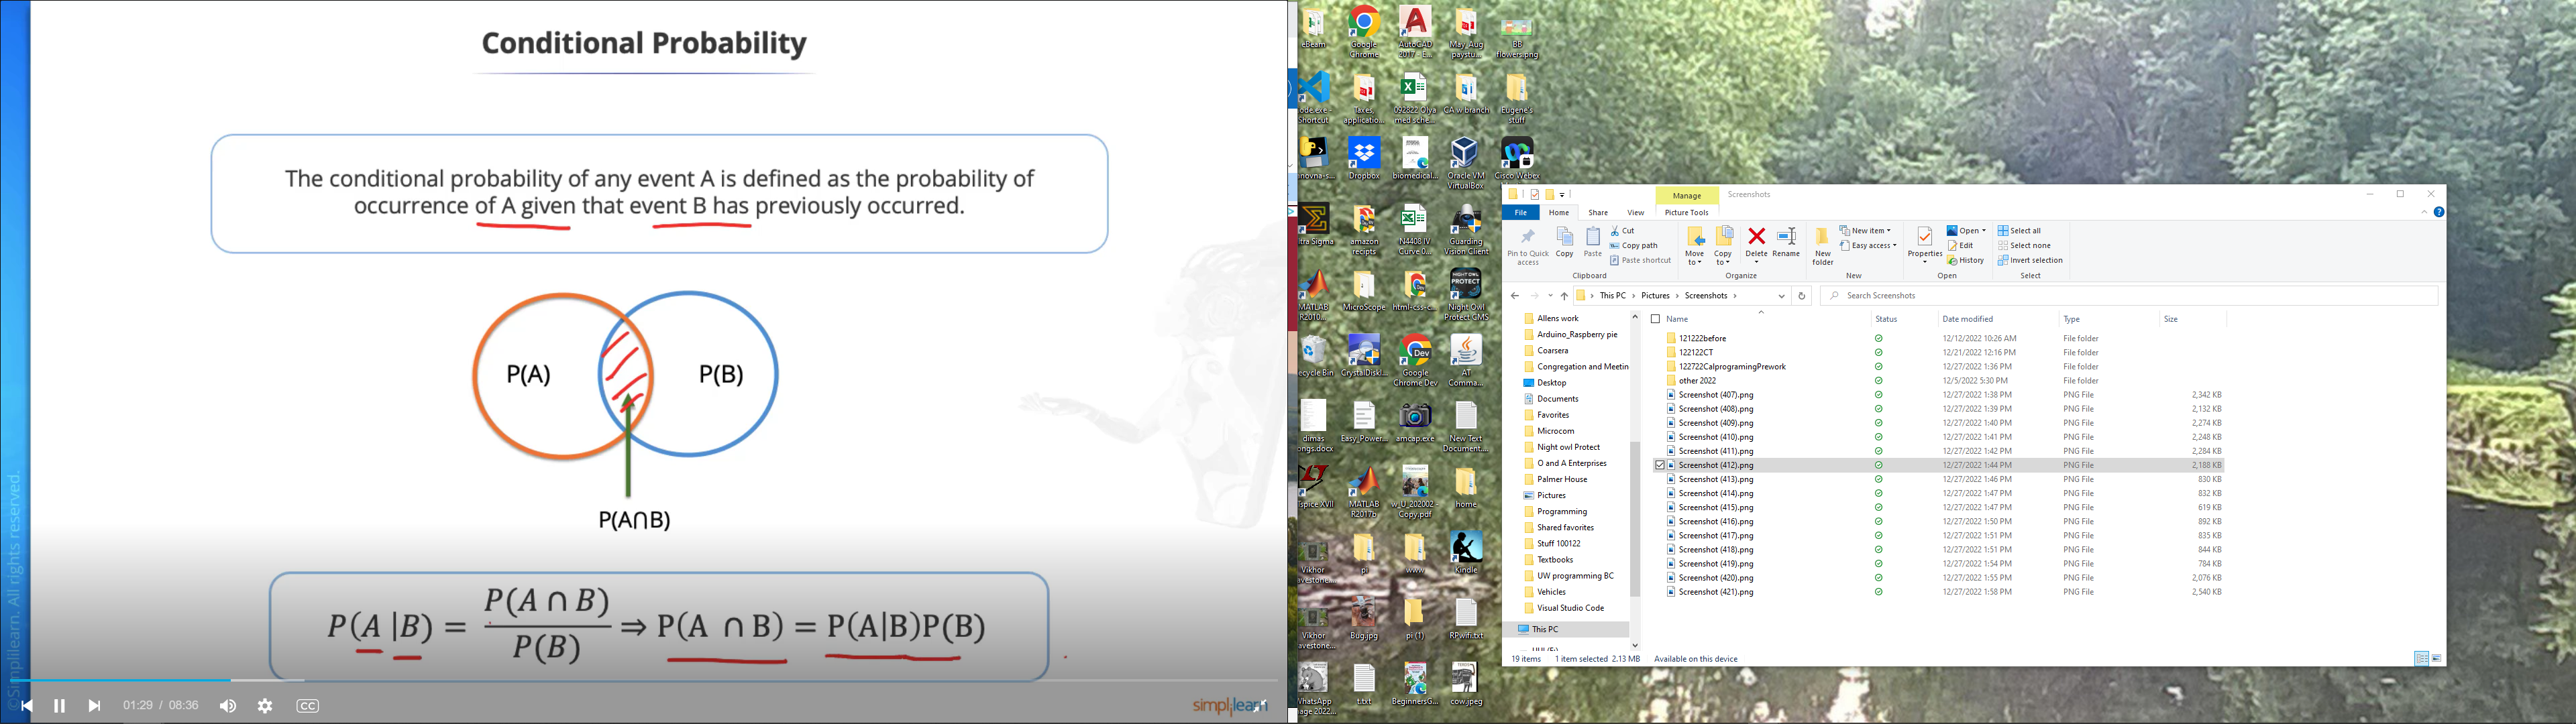 Conditional Probability
The conditional probability of any event A is defined as the probability of
occurrence of A given that event B has previously occurred.
P(A)
P(B)
P(A∩B)
P(A |B) = P(A ∩ B) / P(B) ⇒ P(A ∩ B) = P(A|B)P(B)
©Simplilearn. All rights reserved.
01:29 / 08:36
CC
simplilearn
eBeam
Google
Chrome
AutoCAD
2017 - E...
May_Aug
paystu...
BB
flowers.png
Shortcut
Taxes,
applicatio...
092822 Olya
med sche...
CA w branch
Eugene's
stuff
Dropbox
biomedical...
Oracle VM
VirtualBox
Cisco Webex
ltra Sigma
amazon
recipts
N4408 IV
Curve 0...
Guarding
Vision Client
MATLAB
R2010...
MicroScope
html-css-c...
NIGHT OWL
PROTECT
Night Owl
Protect CMS
ecycle Bin
CrystalDiskI...
Dev
Google
Chrome Dev
AT
Comma...
dimas
ongs.docx
Easy_Power...
amcap.exe
New Text
Document...
tspice XVII
MATLAB
R2017b
w_U_202002 -
Copy.pdf
home
Vikhor
avestone...
pi
www
Kindle
Vikhor
avestone...
Bug.jpg
pi (1)
RPwifi.txt
WhatsApp
age 2022...
t.txt
BeginnersG...
cow.jpeg
Manage
Screenshots
File
Home
Share
View
Picture Tools
Pin to Quick
access
Copy
Paste
Cut
Copy path
Paste shortcut
Clipboard
Move
to
Copy
to
Delete
Rename
Organize
New
folder
New item
Easy access
New
Properties
Open
Edit
History
Open
Select all
Select none
Invert selection
Select
This PC > Pictures > Screenshots >
Search Screenshots
Allens work
Arduino_Raspberry pie
Coarsera
Congregation and Meetin
Desktop
Documents
Favorites
Microcom
Night owl Protect
O and A Enterprises
Palmer House
Pictures
Programming
Shared favorites
Stuff 100122
Textbooks
UW programming BC
Vehicles
Visual Studio Code
This PC
Name Status Date modified Type Size
121222before 12/12/2022 10:26 AM File folder
122122CT 12/21/2022 12:16 PM File folder
122722CalprogramingPrework 12/27/2022 1:36 PM File folder
other 2022 12/5/2022 5:30 PM File folder
Screenshot (407).png 12/27/2022 1:38 PM PNG File 2,342 KB
Screenshot (408).png 12/27/2022 1:39 PM PNG File 2,132 KB
Screenshot (409).png 12/27/2022 1:40 PM PNG File 2,274 KB
Screenshot (410).png 12/27/2022 1:41 PM PNG File 2,248 KB
Screenshot (411).png 12/27/2022 1:42 PM PNG File 2,284 KB
Screenshot (412).png 12/27/2022 1:44 PM PNG File 2,188 KB
Screenshot (413).png 12/27/2022 1:46 PM PNG File 830 KB
Screenshot (414).png 12/27/2022 1:47 PM PNG File 832 KB
Screenshot (415).png 12/27/2022 1:47 PM PNG File 619 KB
Screenshot (416).png 12/27/2022 1:50 PM PNG File 892 KB
Screenshot (417).png 12/27/2022 1:51 PM PNG File 835 KB
Screenshot (418).png 12/27/2022 1:51 PM PNG File 844 KB
Screenshot (419).png 12/27/2022 1:54 PM PNG File 784 KB
Screenshot (420).png 12/27/2022 1:55 PM PNG File 2,076 KB
Screenshot (421).png 12/27/2022 1:58 PM PNG File 2,540 KB
19 items 1 item selected 2.13 MB Available on this device